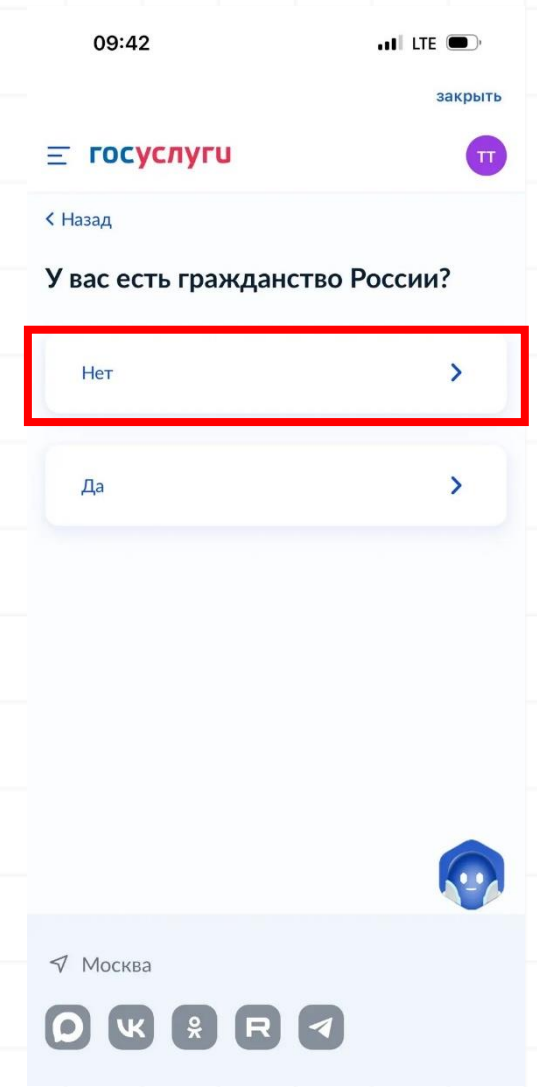 09:42
LTE
закрыть
госуслуги
ТТ
Назад
У вас есть гражданство России?
Нет
Да
Москва